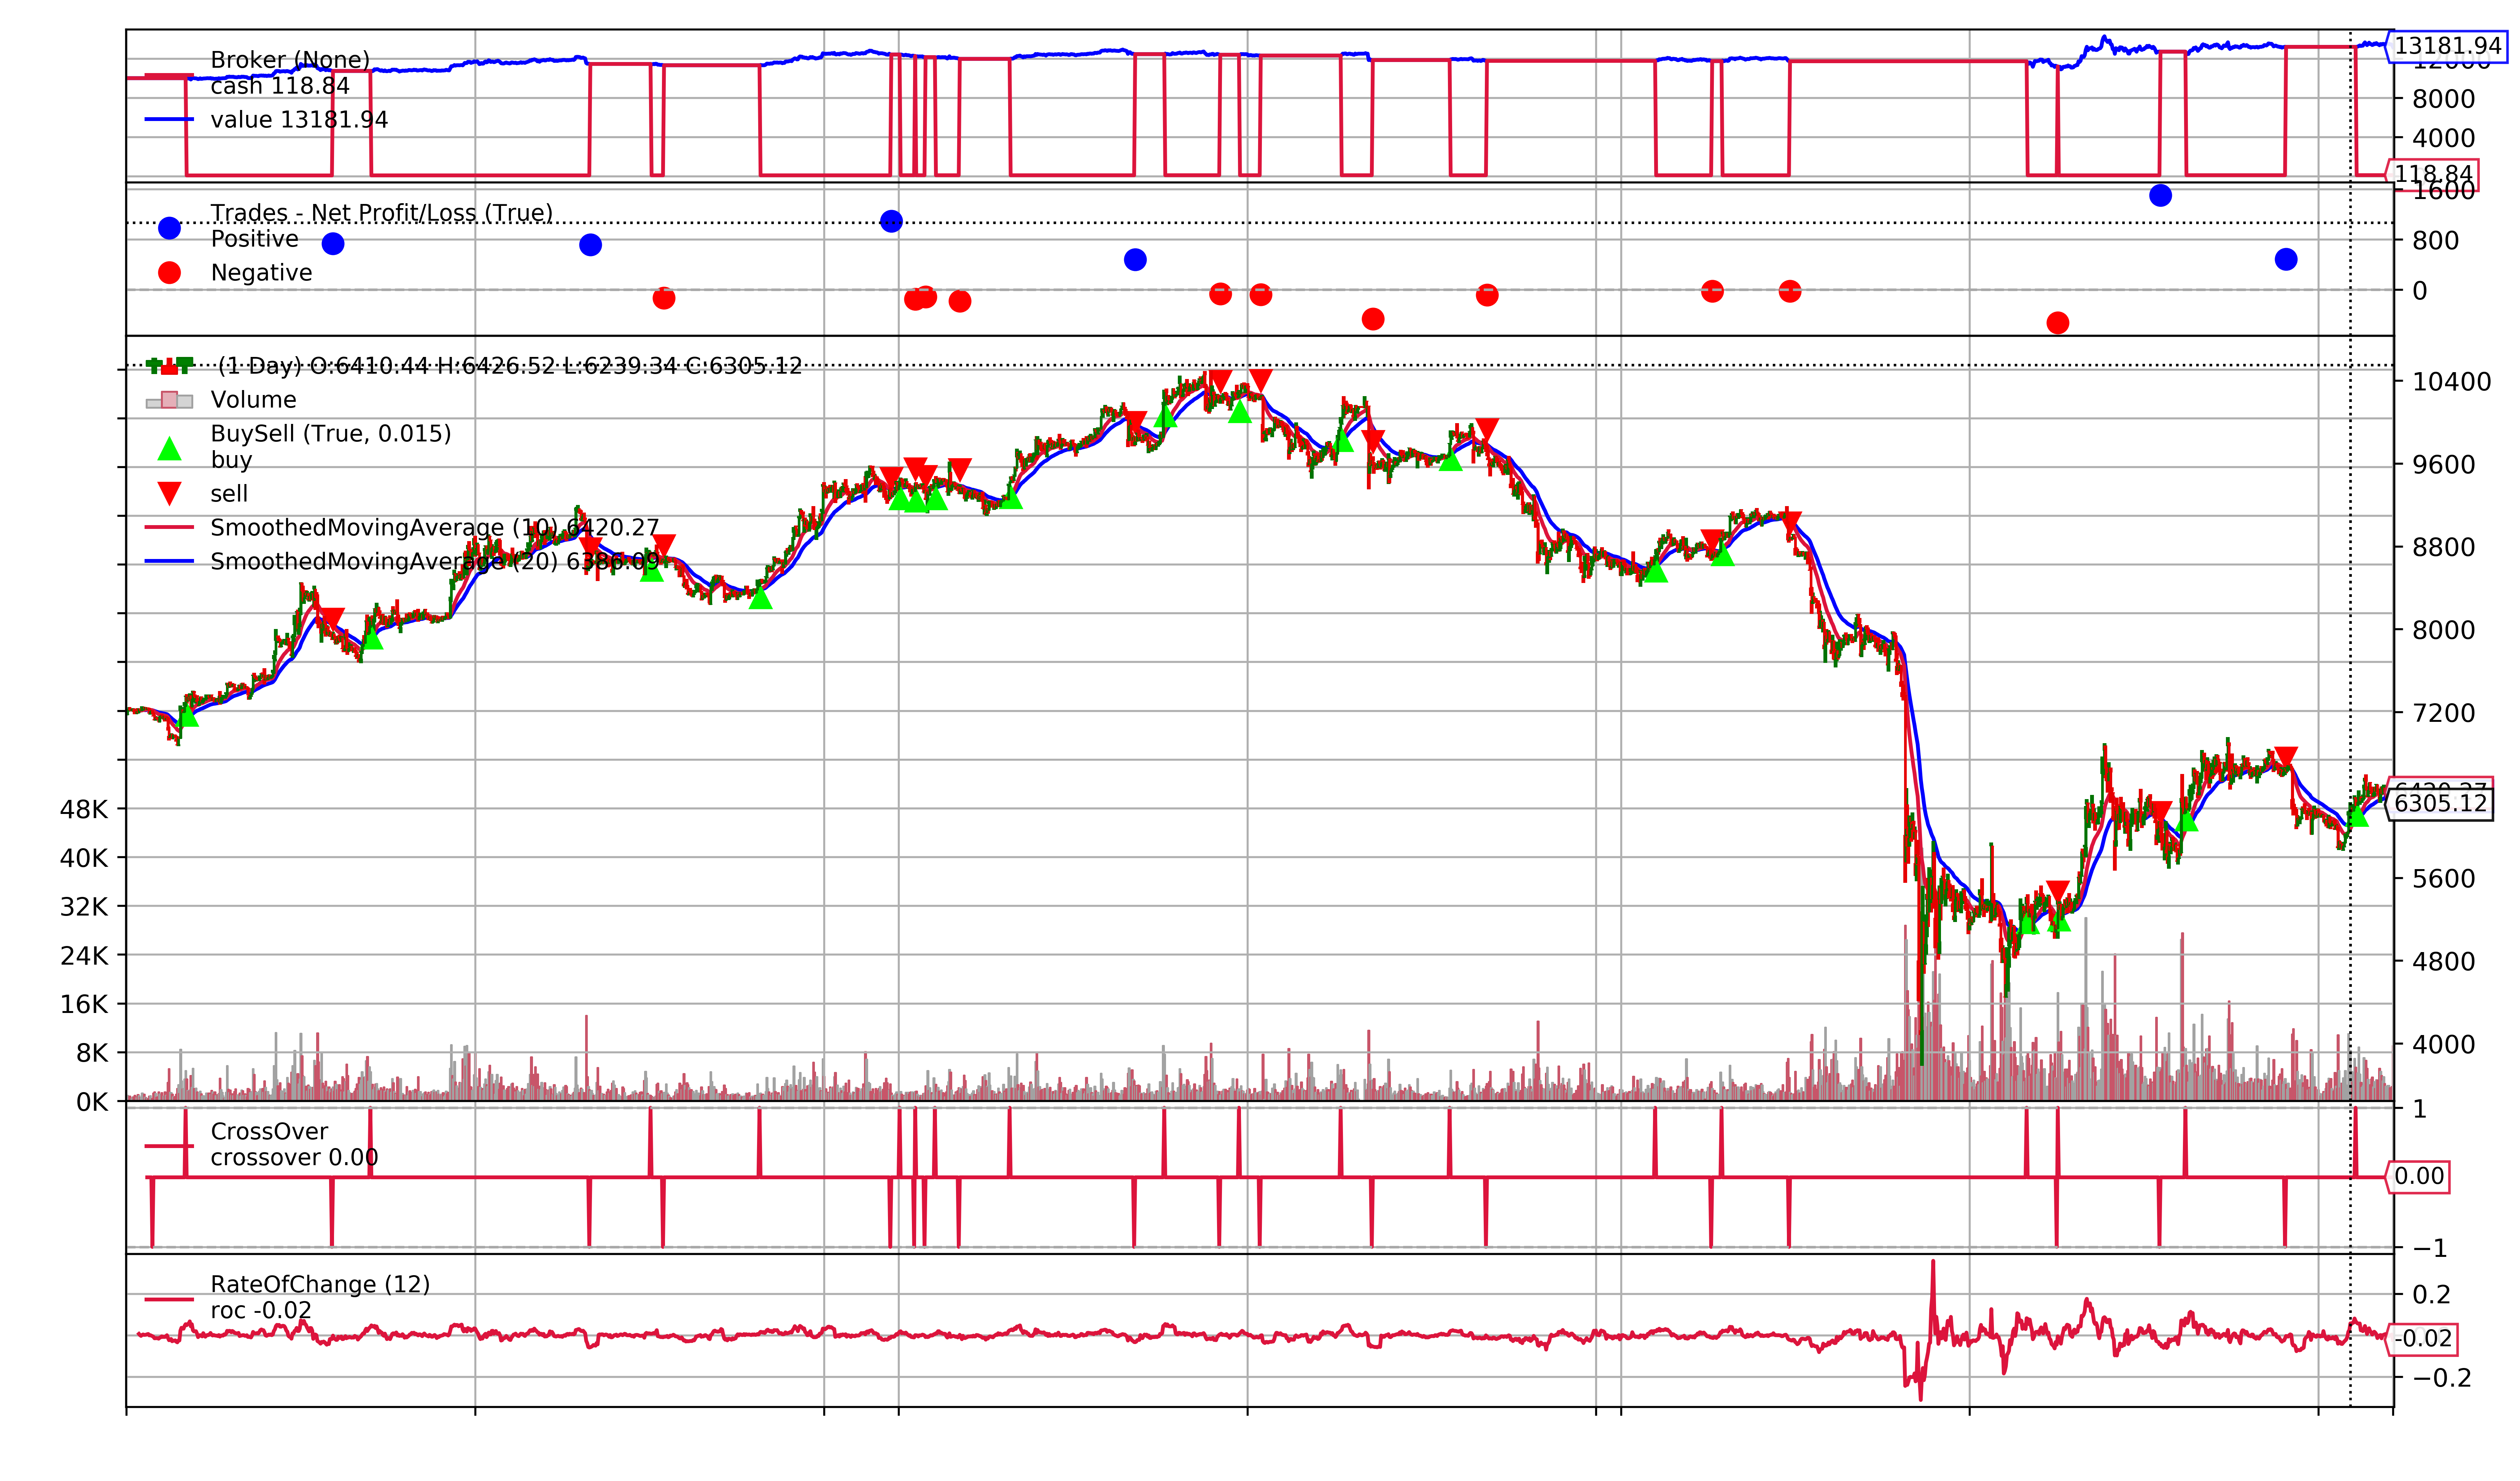 Broker (None)
cash 118.84
value 13181.94
13181.94
12000
8000
4000
118.84
Trades - Net Profit/Loss (True)
Positive
Negative
1600
800
0
(1 Day) O:6410.44 H:6426.52 L:6239.34 C:6305.12
Volume
BuySell (True, 0.015)
buy
sell
SmoothedMovingAverage (10) 6420.27
SmoothedMovingAverage (20) 6386.09
10400
9600
8800
8000
7200
6420.27
6305.12
5600
4800
4000
48K
40K
32K
24K
16K
8K
0K
CrossOver
crossover 0.00
1
0.00
−1
RateOfChange (12)
roc -0.02
0.2
-0.02
−0.2